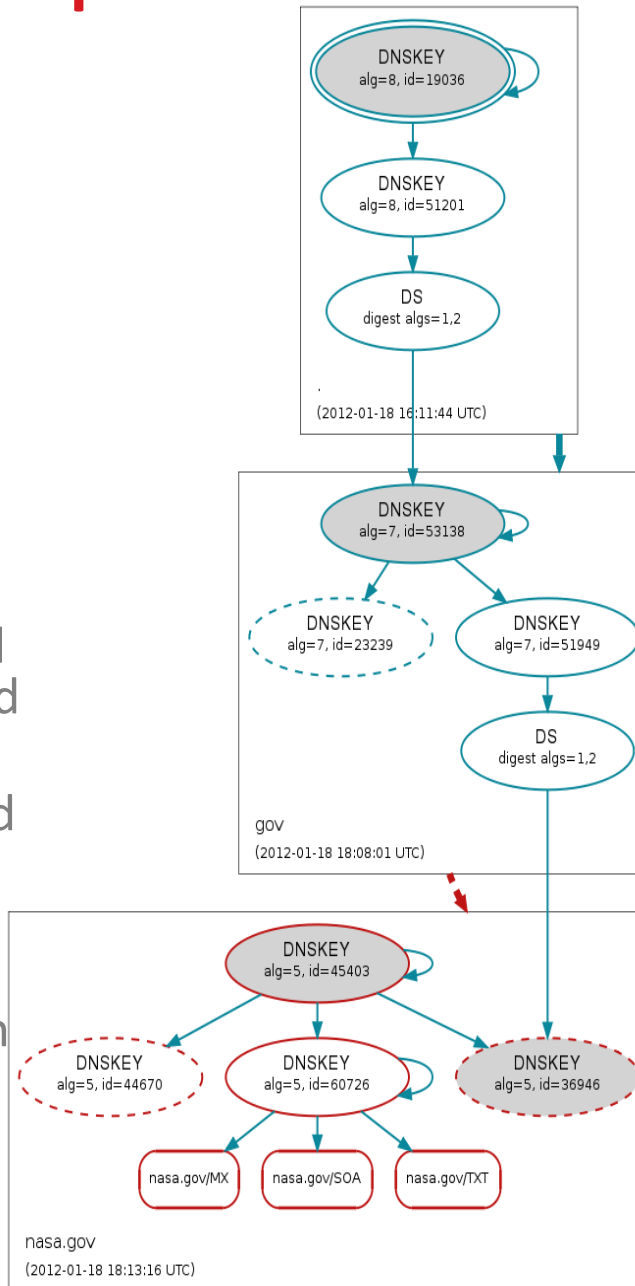 DNSKEY
alg=8, id=19036
DNSKEY
alg=8, id=51201
DS
digest algs=1,2
.
(2012-01-18 16:11:44 UTC)
DNSKEY
alg=7, id=53138
DNSKEY
alg=7, id=23239
DNSKEY
alg=7, id=51949
DS
digest algs=1,2
gov
(2012-01-18 18:08:01 UTC)
DNSKEY
alg=5, id=45403
DNSKEY
alg=5, id=44670
DNSKEY
alg=5, id=60726
DNSKEY
alg=5, id=36946
nasa.gov/MX
nasa.gov/SOA
nasa.gov/TXT
nasa.gov
(2012-01-18 18:13:16 UTC)